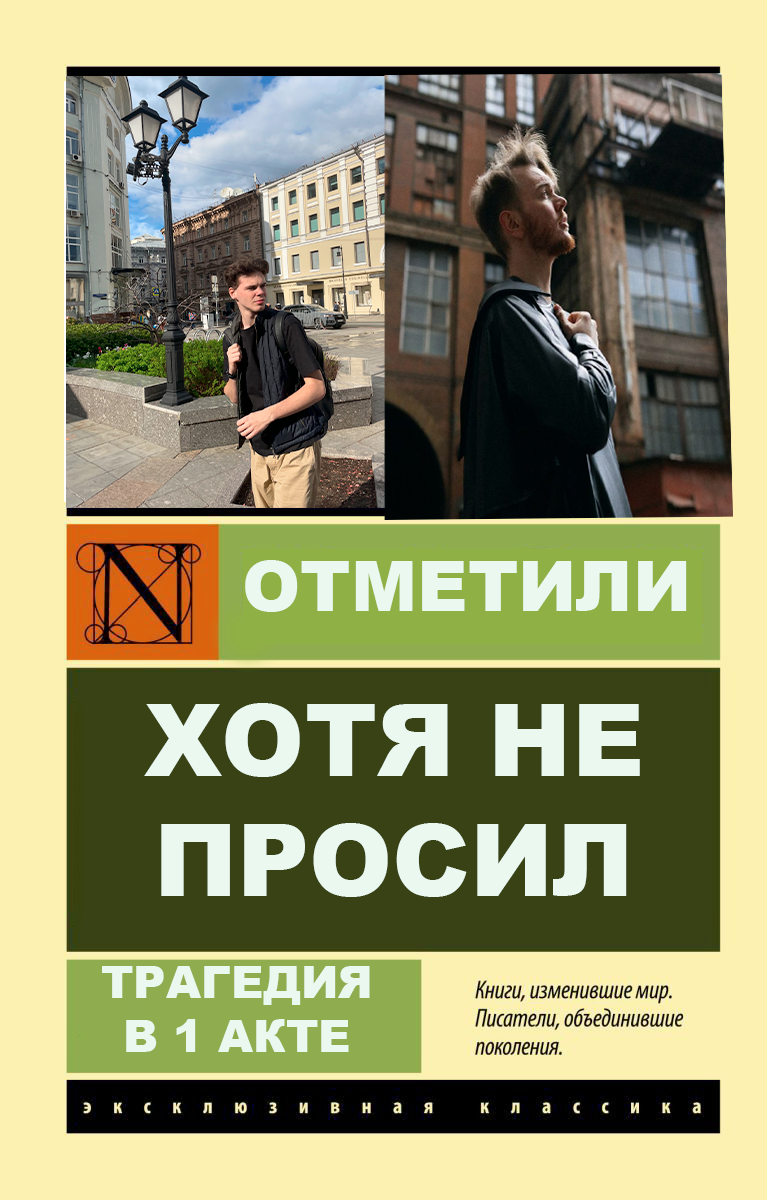 N
ОТМЕТИЛИ
ХОТЯ НЕ
ПРОСИЛ
ТРАГЕДИЯ
В 1 АКТЕ
Книги, изменившие мир.
Писатели, объединившие
поколения.
эксклюзивная классика